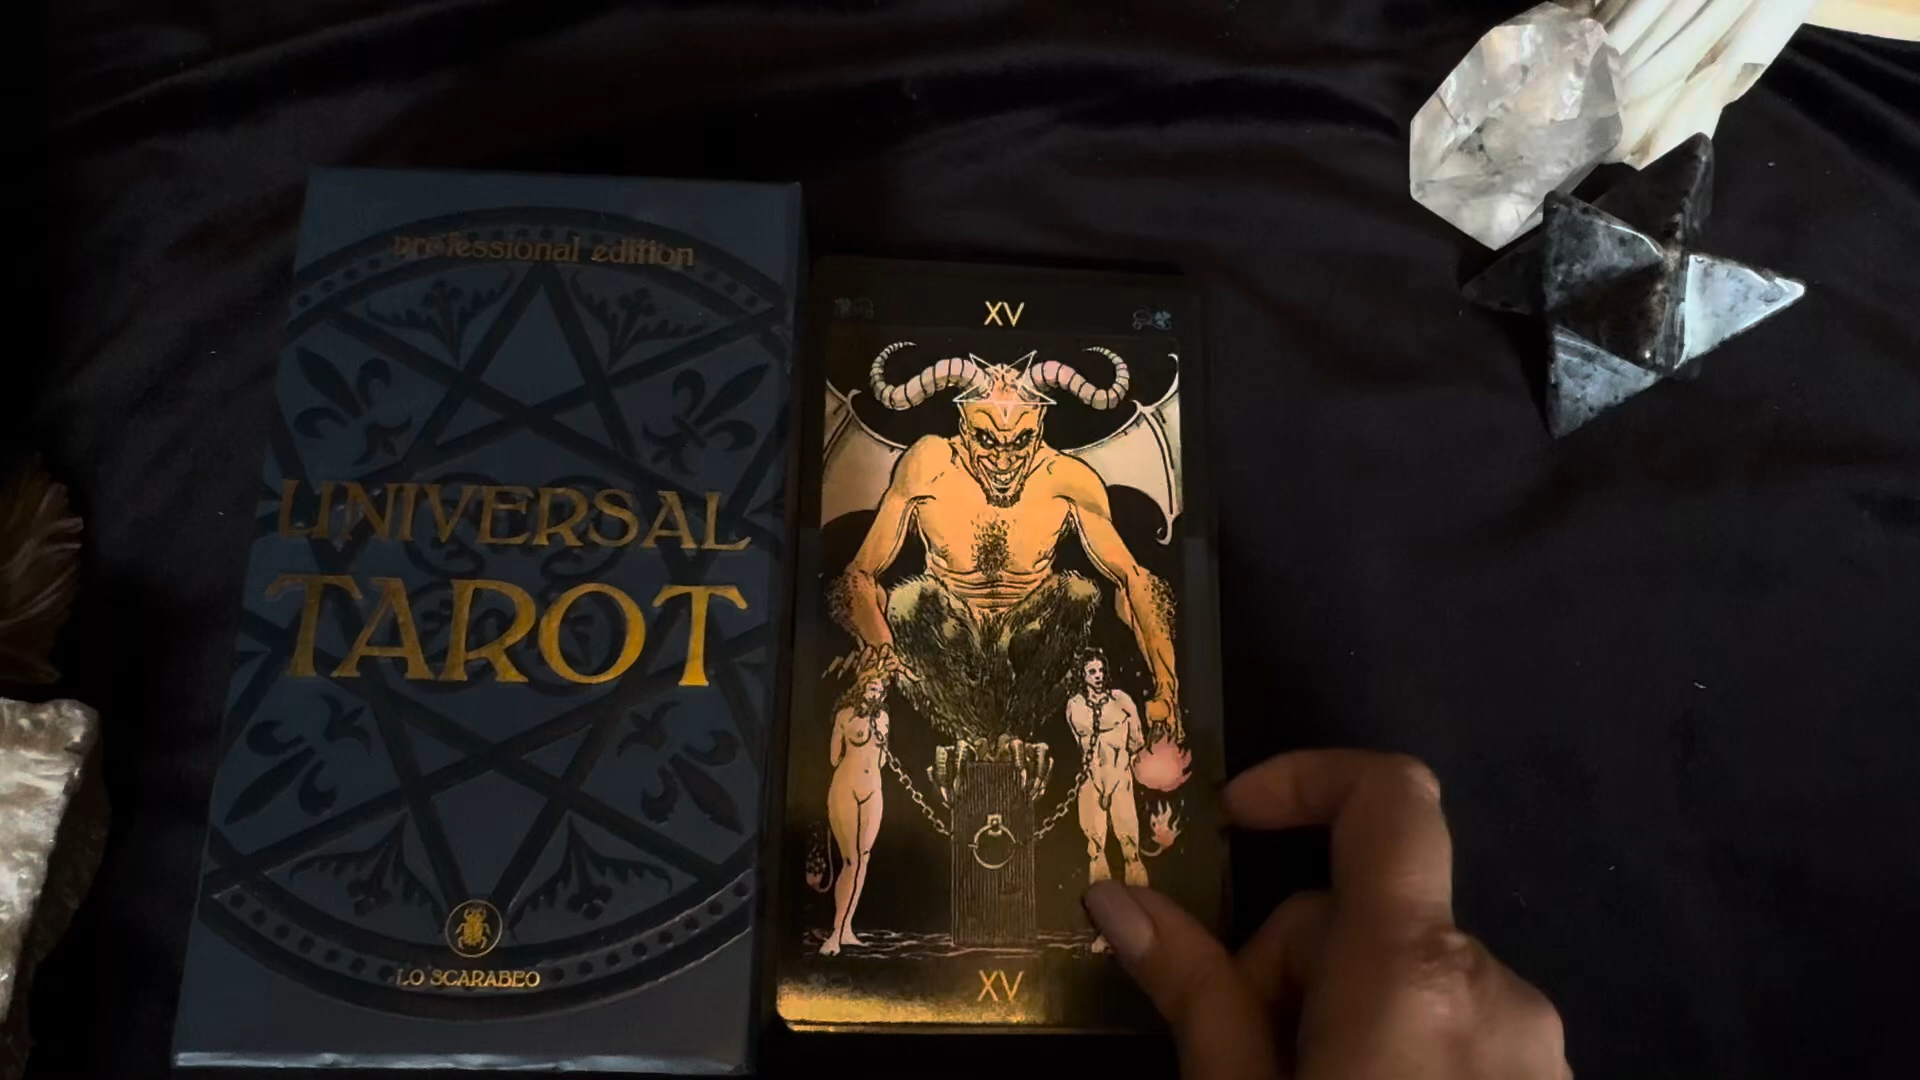 professional edition
UNIVERSAL
TAROT
LO SCARABEO
XV
XV